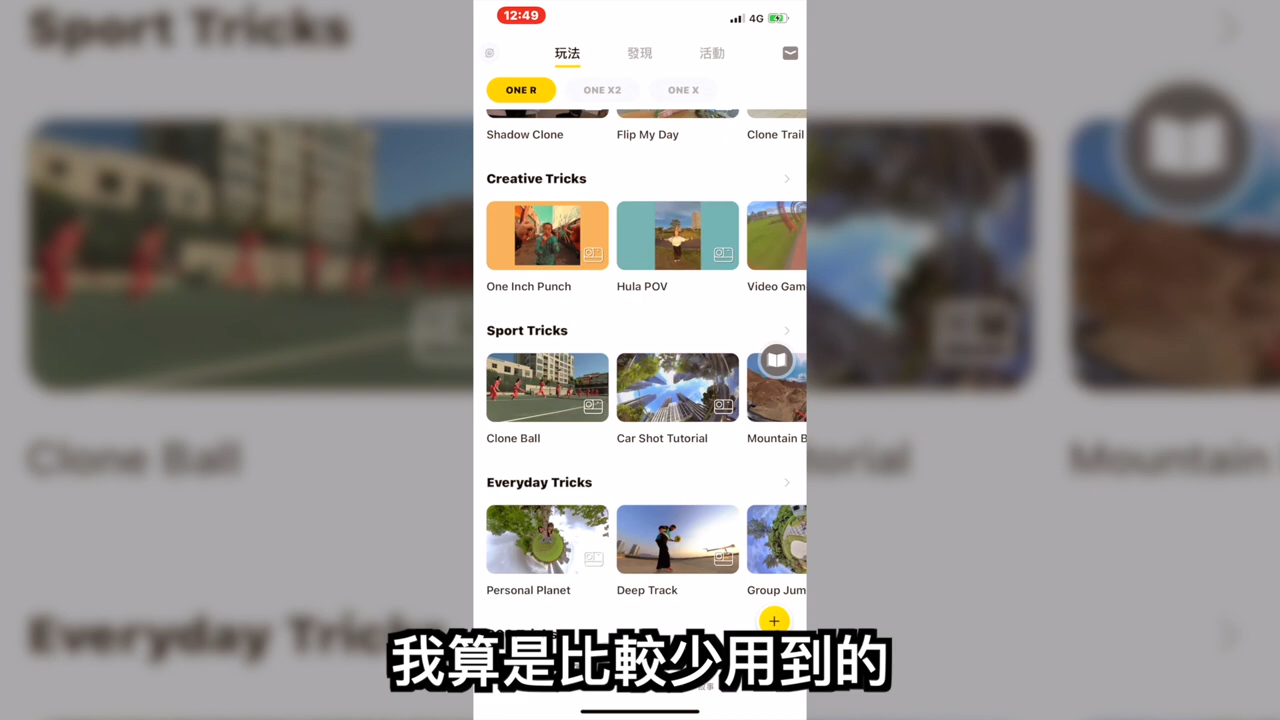 12:49
4G
玩法 發現 活動
ONE R ONE X2 ONE X
Shadow Clone Flip My Day Clone Trail
Creative Tricks
One Inch Punch Hula POV Video Gam
Sport Tricks
Clone Ball Car Shot Tutorial Mountain B
Everyday Tricks
Personal Planet Deep Track Group Jum
我算是比較少用到的